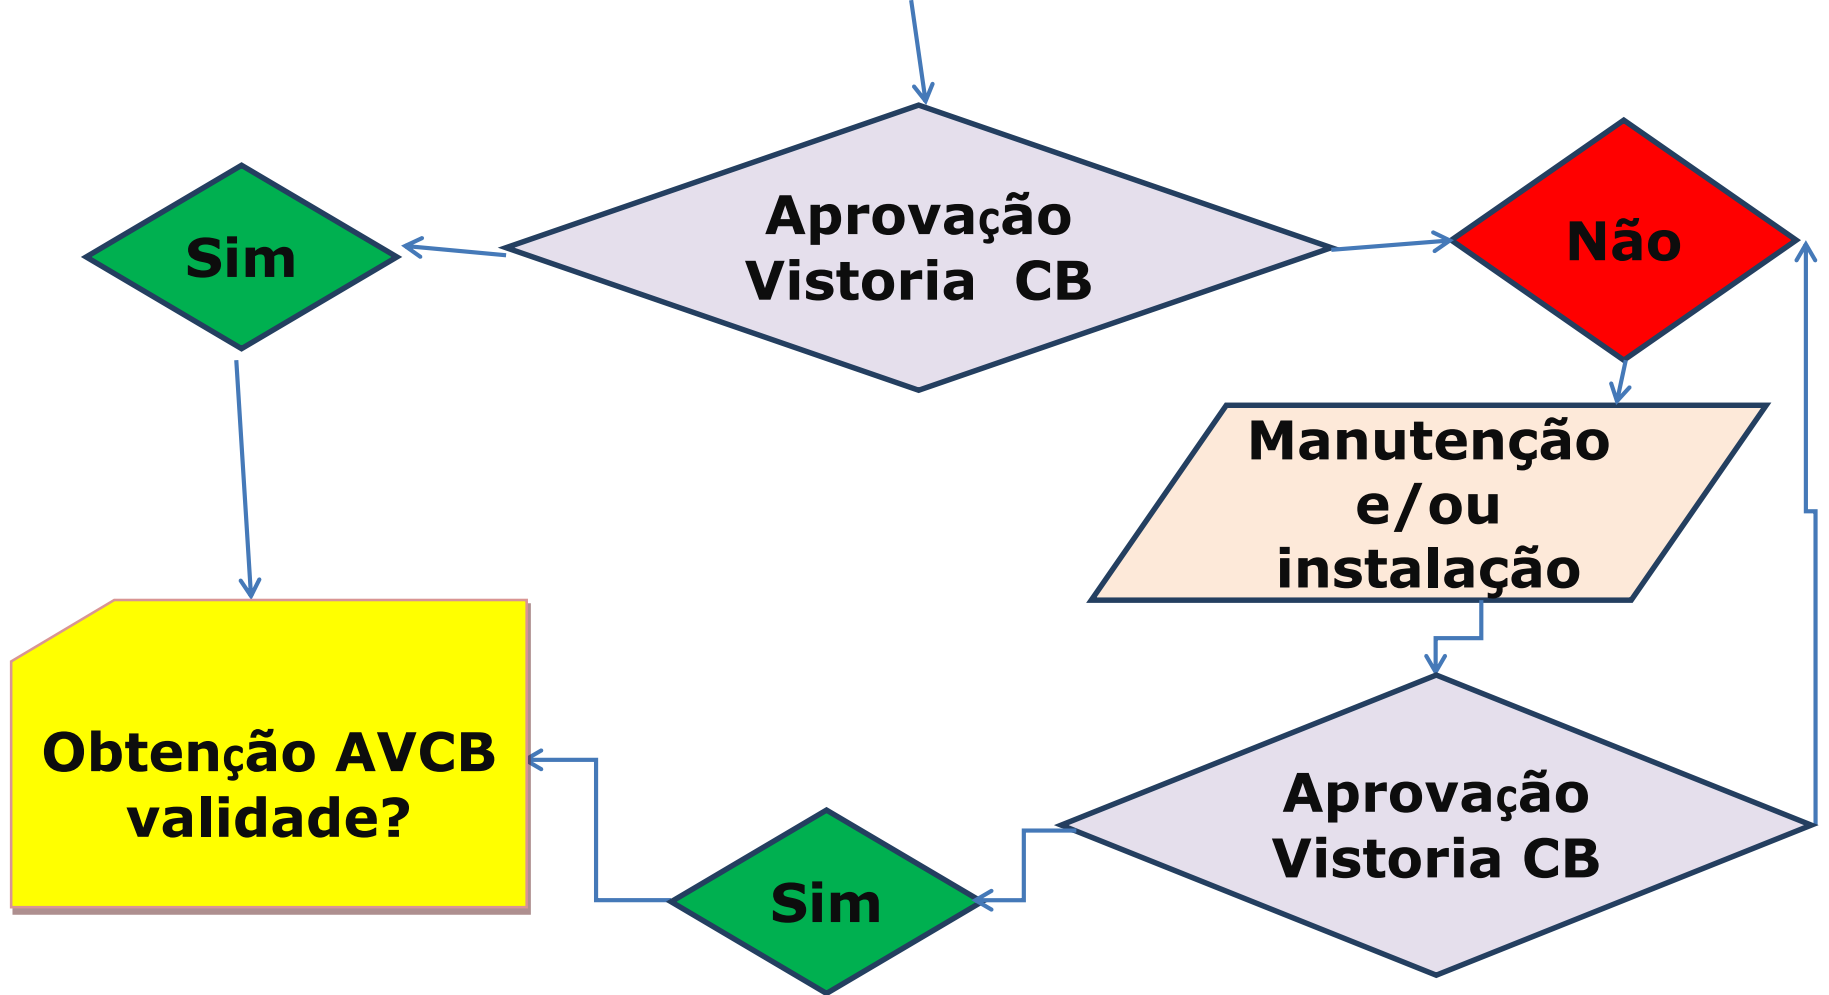 Aprovação
Vistoria CB
Sim
Não
Manutenção
e/ou
instalação
Obtenção AVCB
validade?
Aprovação
Vistoria CB
Sim